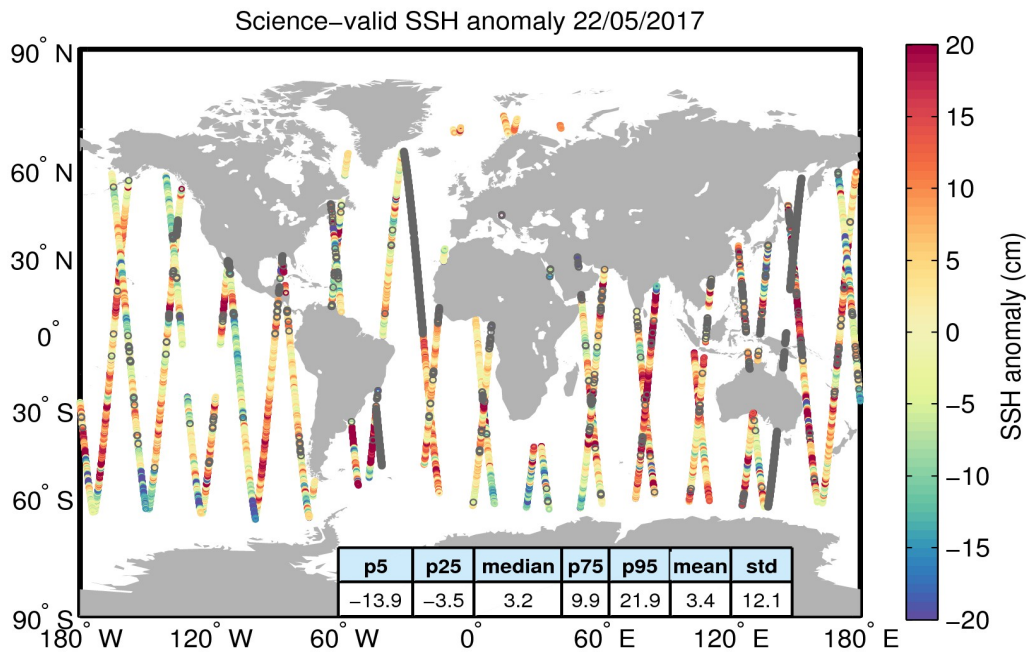 Science−valid SSH anomaly 22/05/2017
90° N
60° N
30° N
0°
30° S
60° S
90° S
180° W
120° W
60° W
0°
60° E
120° E
180° E
p5 p25 median p75 p95 mean std
−13.9 −3.5 3.2 9.9 21.9 3.4 12.1
20
15
10
5
0
−5
−10
−15
−20
SSH anomaly (cm)